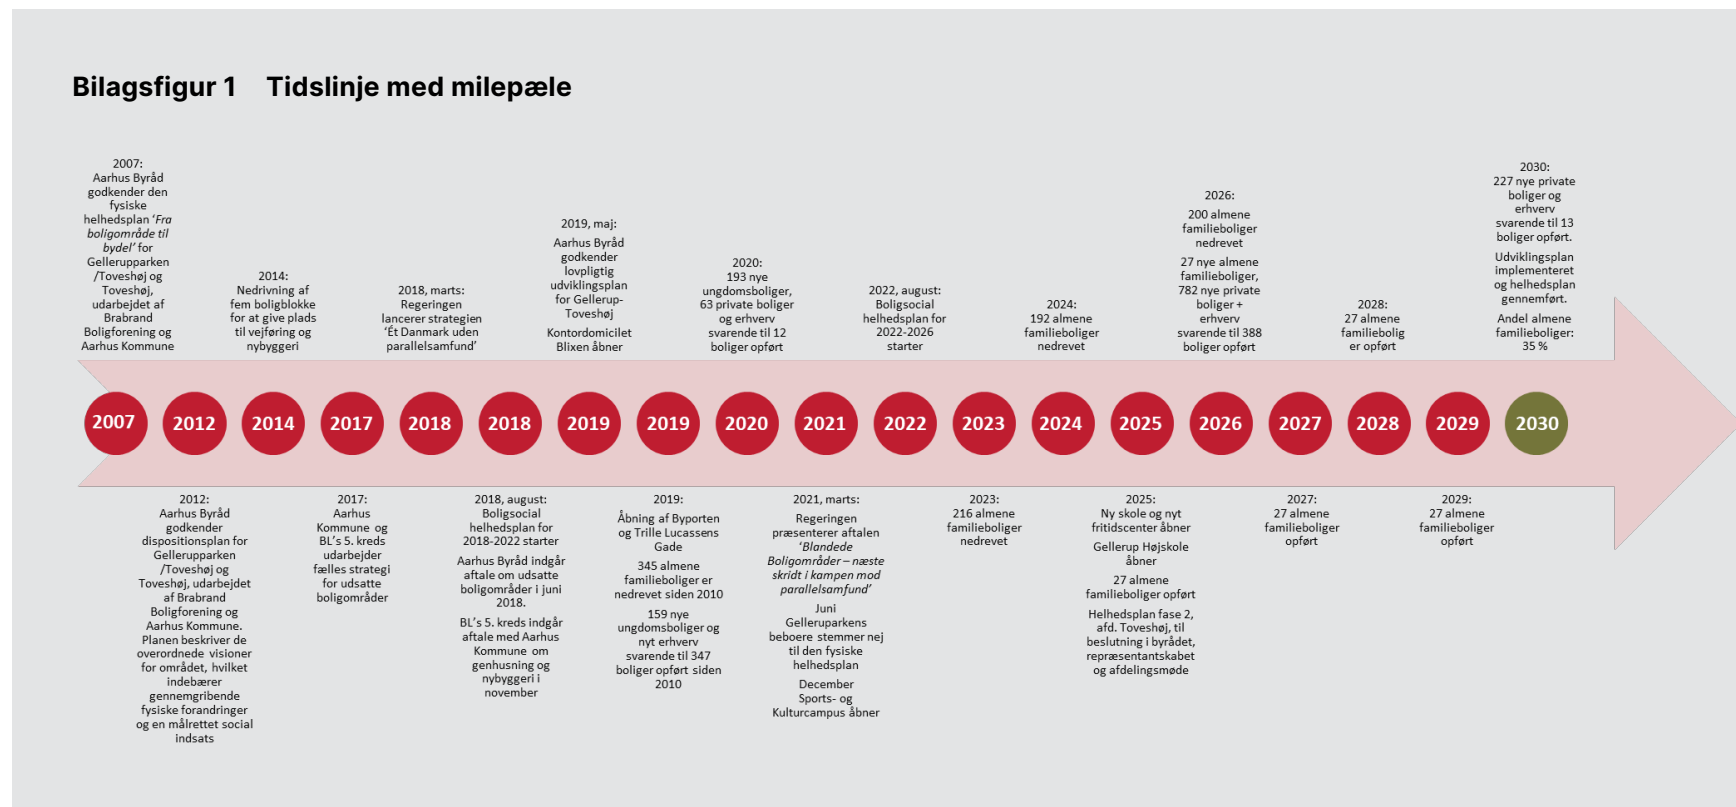 Bilagsfigur 1 Tidslinje med milepæle
2007:
Aarhus Byråd
godkender den
fysiske
helhedsplan ‘Fra
boligområde til
bydel’ for
Gellerupparken
/Toveshøj og
Toveshøj,
udarbejdet af
Brabrand
Boligforening og
Aarhus Kommune
2014:
Nedrivning af
fem boligblokke
for at give plads
til vejføring og
nybyggeri
2018, marts:
Regeringen
lancerer strategien
‘Ét Danmark uden
parallelsamfund’
2019, maj:
Aarhus Byråd
godkender
lovpligtig
udviklingsplan
for Gellerup-
Toveshøj
Kontordomicilet
Blixen åbner
2020:
193 nye
ungdomsboliger,
63 private boliger
og erhverv
svarende til 12
boliger opført
2022, august:
Boligsocial
helhedsplan for
2022-2026
starter
2024:
192 almene
familieboliger
nedrevet
2026:
200 almene
familieboliger
nedrevet
27 nye almene
familieboliger,
782 nye private
boliger +
erhverv
svarende til 388
boliger opført
2028:
27 almene
familiebolig
er opført
2030:
227 nye private
boliger og
erhverv
svarende til 13
boliger opført.
Udviklingsplan
implementeret
og helhedsplan
gennemført.
Andel almene
familieboliger:
35 %
2007
2012
2014
2017
2018
2018
2019
2019
2020
2021
2022
2023
2024
2025
2026
2027
2028
2029
2030
2012:
Aarhus Byråd
godkender
dispositionsplan for
Gellerupparken
/Toveshøj og
Toveshøj, udarbejdet
af Brabrand
Boligforening og
Aarhus Kommune.
Planen beskriver de
overordnede visioner
for området, hvilket
indebærer
gennemgribende
fysiske forandringer
og en målrettet social
indsats
2017:
Aarhus
Kommune og
BL’s 5. kreds
udarbejder
fælles strategi
for udsatte
boligområder
2018, august:
Boligsocial
helhedsplan for
2018-2022 starter
Aarhus Byråd indgår
aftale om udsatte
boligområder i juni
2018.
BL’s 5. kreds indgår
aftale med Aarhus
Kommune om
genhusning og
nybyggeri i
november
2019:
Åbning af Byporten
og Trille Lucassens
Gade
345 almene
familieboliger er
nedrevet siden 2010
159 nye
ungdomsboliger og
nyt erhverv
svarende til 347
boliger opført siden
2010
2021, marts:
Regeringen
præsenterer aftalen
‘Blandede
Boligområder – næste
skridt i kampen mod
parallelsamfund’
Juni
Gelleruparkens
beboere stemmer nej
til den fysiske
helhedsplan
December
Sports- og
Kulturcampus åbner
2023:
216 almene
familieboliger
nedrevet
2025:
Ny skole og nyt
fritidscenter åbner
Gellerup Højskole
åbner
27 almene
familieboliger opført
Helhedsplan fase 2,
afd. Toveshøj, til
beslutning i byrådet,
repræsentantskabet
og afdelingsmøde
2027:
27 almene
familieboliger
opført
2029:
27 almene
familieboliger
opført